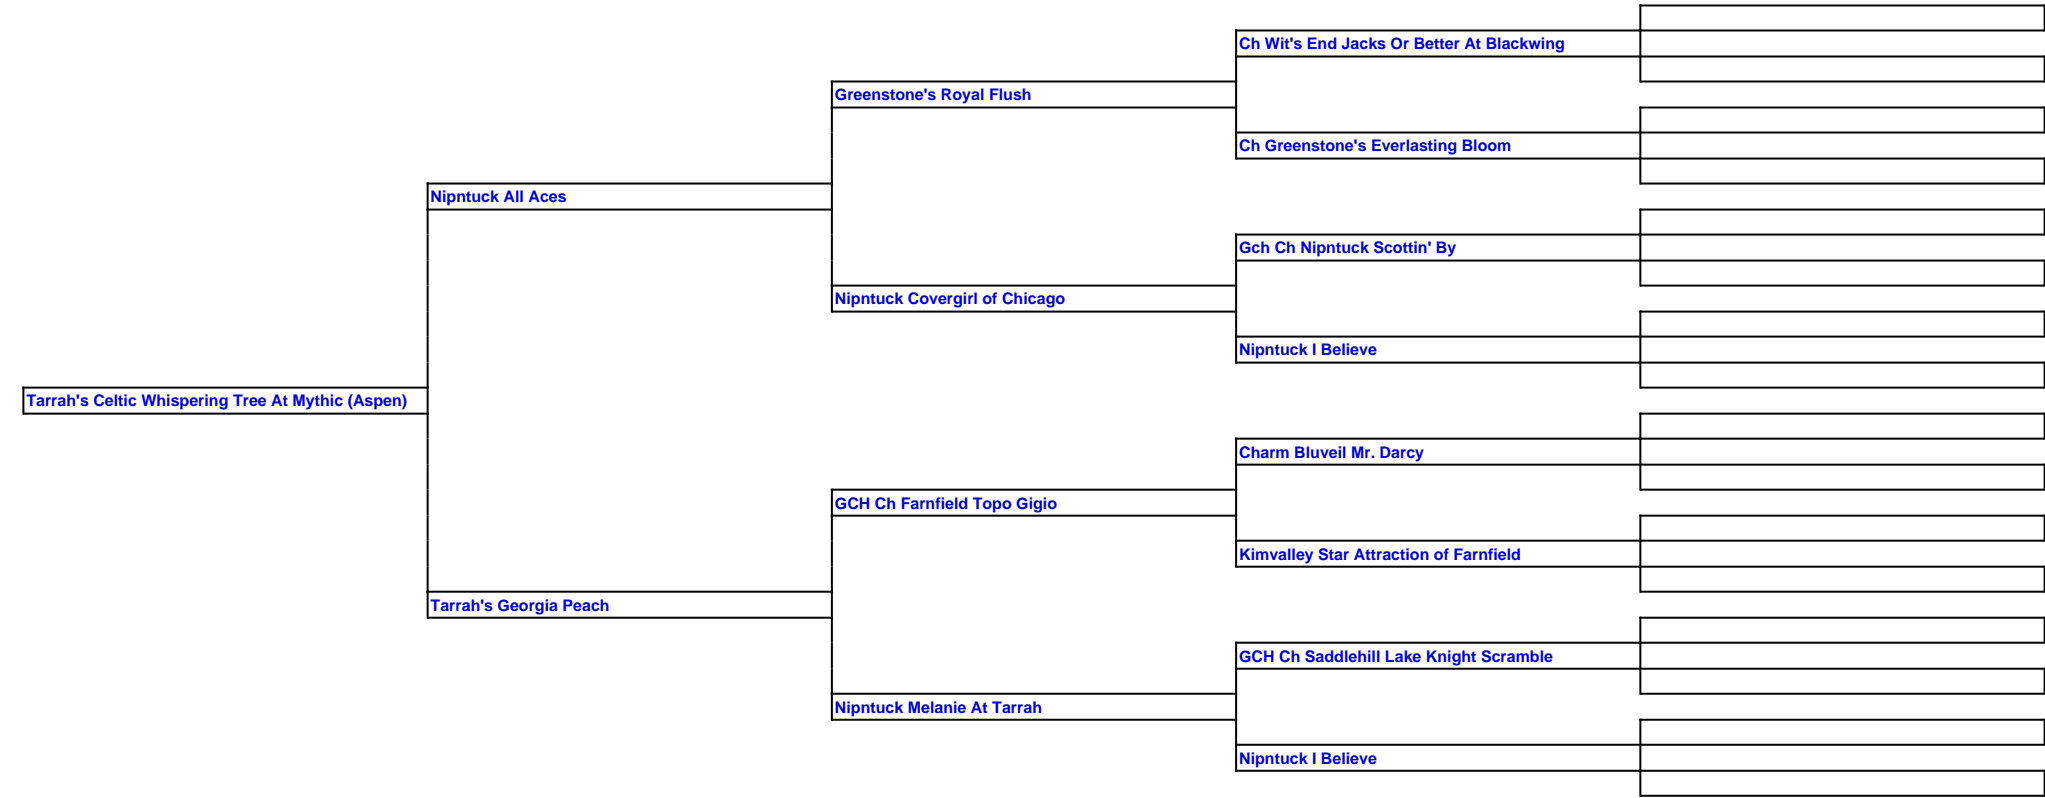 Ch Wit's End Jacks Or Better At Blackwing
Greenstone's Royal Flush
Ch Greenstone's Everlasting Bloom
Nipntuck All Aces
Gch Ch Nipntuck Scottin' By
Nipntuck Covergirl of Chicago
Nipntuck I Believe
Tarrah's Celtic Whispering Tree At Mythic (Aspen)
Charm Bluveil Mr. Darcy
GCH Ch Farnfield Topo Gigio
Kimvalley Star Attraction of Farnfield
Tarrah's Georgia Peach
GCH Ch Saddlehill Lake Knight Scramble
Nipntuck Melanie At Tarrah
Nipntuck I Believe